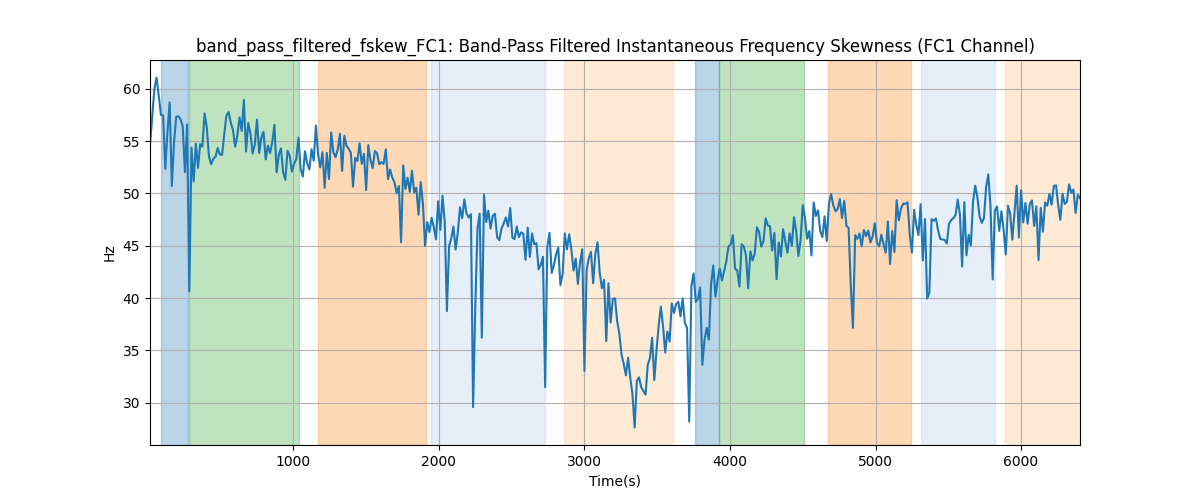 band_pass_filtered_fskew_FC1: Band-Pass Filtered Instantaneous Frequency Skewness (FC1 Channel)
60
55
50
45
40
35
30
Hz
1000 2000 3000 4000 5000 6000
Time(s)